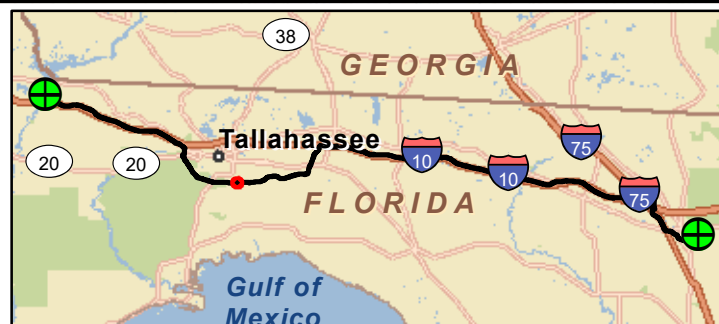 38
GEORGIA
Tallahassee
20
20
10
10
75
75
FLORIDA
Gulf of
Mexico